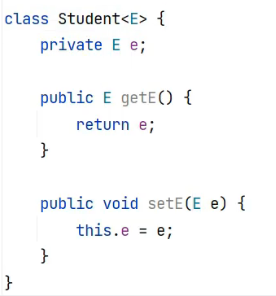 class Student<E> {
private E e;
public E getE() {
return e;
}
public void setE(E e) {
this.e = e;
}
}